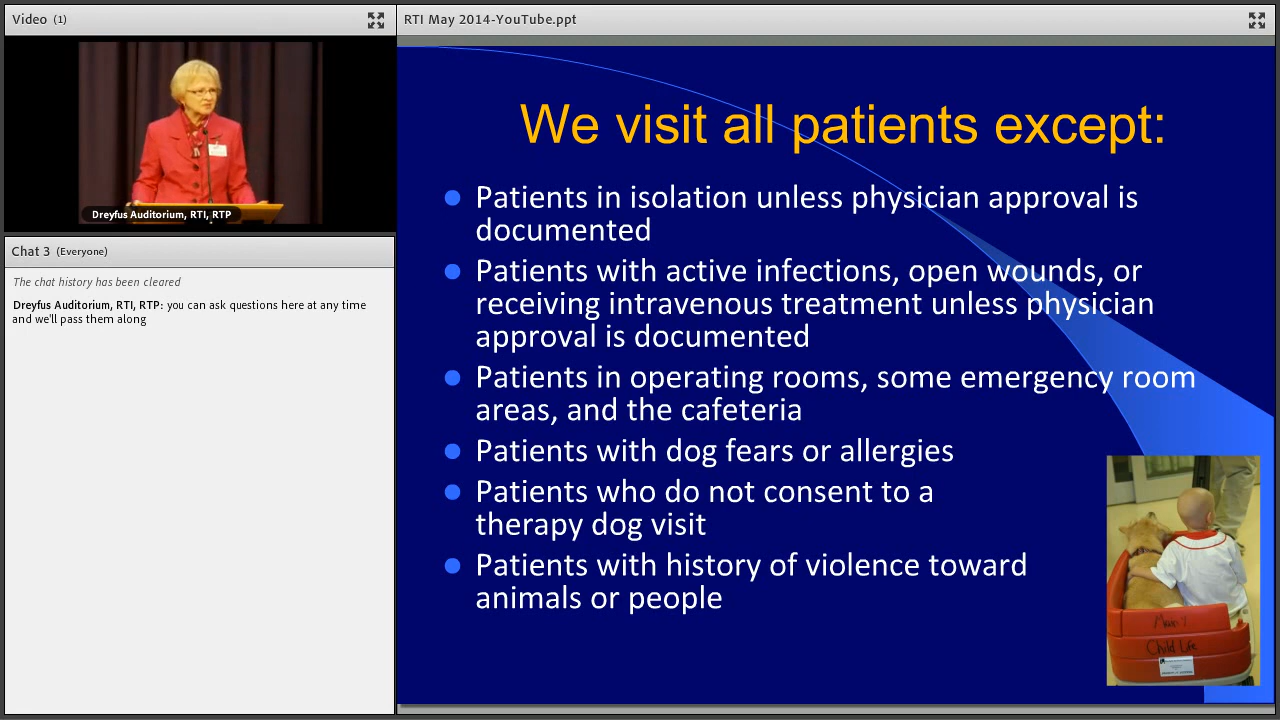 Video (1)
Dreyfus Auditorium, RTI, RTP
Chat 3 (Everyone)
The chat history has been cleared
Dreyfus Auditorium, RTI, RTP: you can ask questions here at any time
and we'll pass them along
RTI May 2014-YouTube.ppt
We visit all patients except:
Patients in isolation unless physician approval is
documented
Patients with active infections, open wounds, or
receiving intravenous treatment unless physician
approval is documented
Patients in operating rooms, some emergency room
areas, and the cafeteria
Patients with dog fears or allergies
Patients who do not consent to a
therapy dog visit
Patients with history of violence toward
animals or people
Child Life